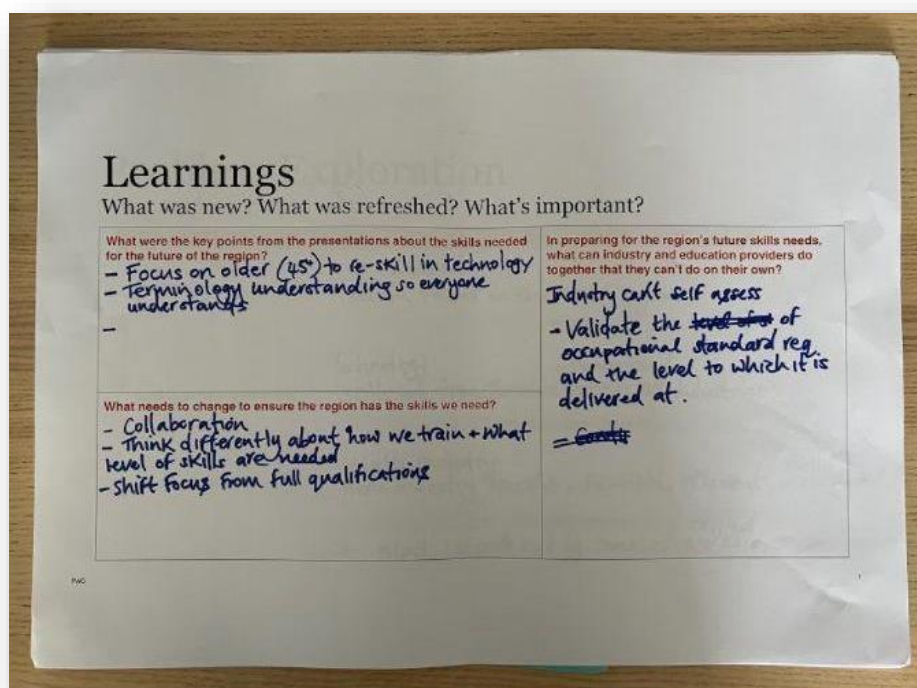 Learnings
What was new? What was refreshed? What's important?
What were the key points from the presentations about the skills needed
for the future of the region?
- Focus on older (45+) to re-skill in technology
- Terminology understanding so everyone
understands
-
What needs to change to ensure the region has the skills we need?
- Collaboration
- Think differently about how we train + what
level of skills are needed
- Shift focus from full qualifications
In preparing for the region's future skills needs,
what can industry and education providers do
together that they can't do on their own?
Industry can't self assess
- Validate the of
occupational standard req.
and the level to which it is
delivered at.
PwC
1